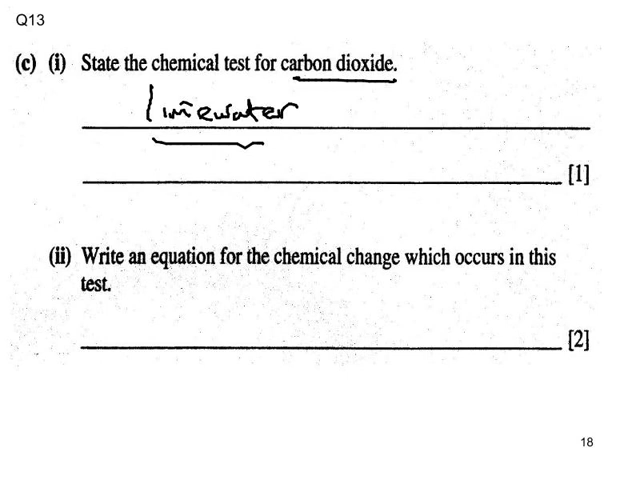 Q13
(c) (i) State the chemical test for carbon dioxide.
limewater
[1]
(ii) Write an equation for the chemical change which occurs in this
test.
[2]
18